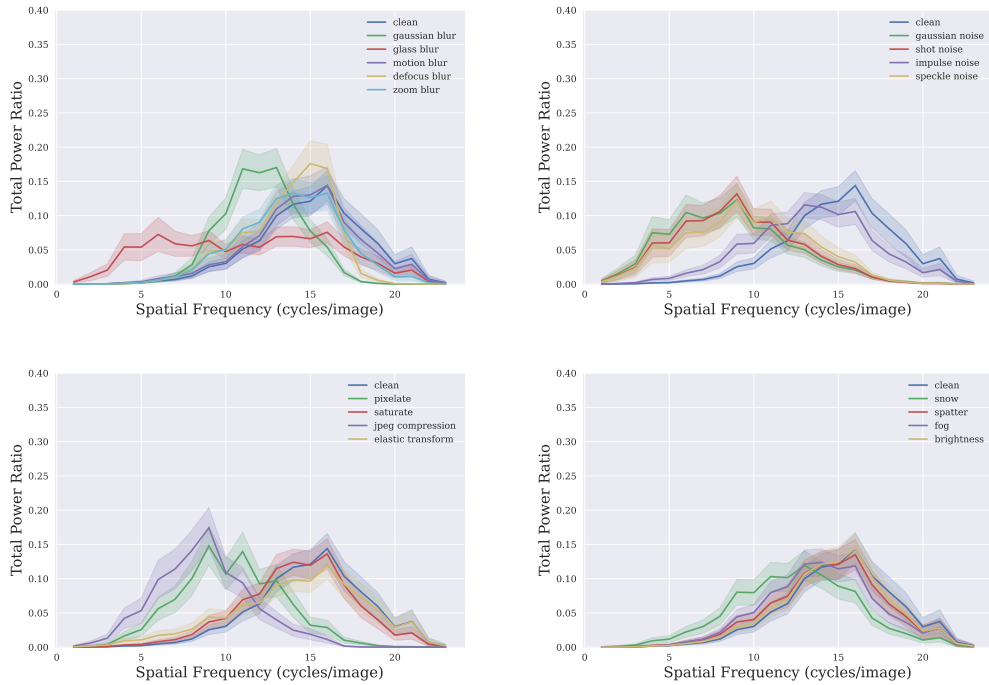 0.40
0.35
0.30
0.25
0.20
0.15
0.10
0.05
0.00
0
5
10
15
20
Total Power Ratio
Spatial Frequency (cycles/image)
clean
gaussian blur
glass blur
motion blur
defocus blur
zoom blur
0.40
0.35
0.30
0.25
0.20
0.15
0.10
0.05
0.00
0
5
10
15
20
Total Power Ratio
Spatial Frequency (cycles/image)
clean
gaussian noise
shot noise
impulse noise
speckle noise
0.40
0.35
0.30
0.25
0.20
0.15
0.10
0.05
0.00
0
5
10
15
20
Total Power Ratio
Spatial Frequency (cycles/image)
clean
pixelate
saturate
jpeg compression
elastic transform
0.40
0.35
0.30
0.25
0.20
0.15
0.10
0.05
0.00
0
5
10
15
20
Total Power Ratio
Spatial Frequency (cycles/image)
clean
snow
spatter
fog
brightness